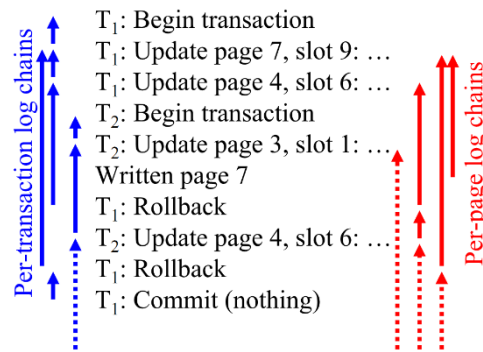 T₁: Begin transaction
T₁: Update page 7, slot 9: …
T₁: Update page 4, slot 6: …
T₂: Begin transaction
T₂: Update page 3, slot 1: …
Written page 7
T₁: Rollback
T₂: Update page 4, slot 6: …
T₁: Rollback
T₁: Commit (nothing)
Per-transaction log chains
Per-page log chains